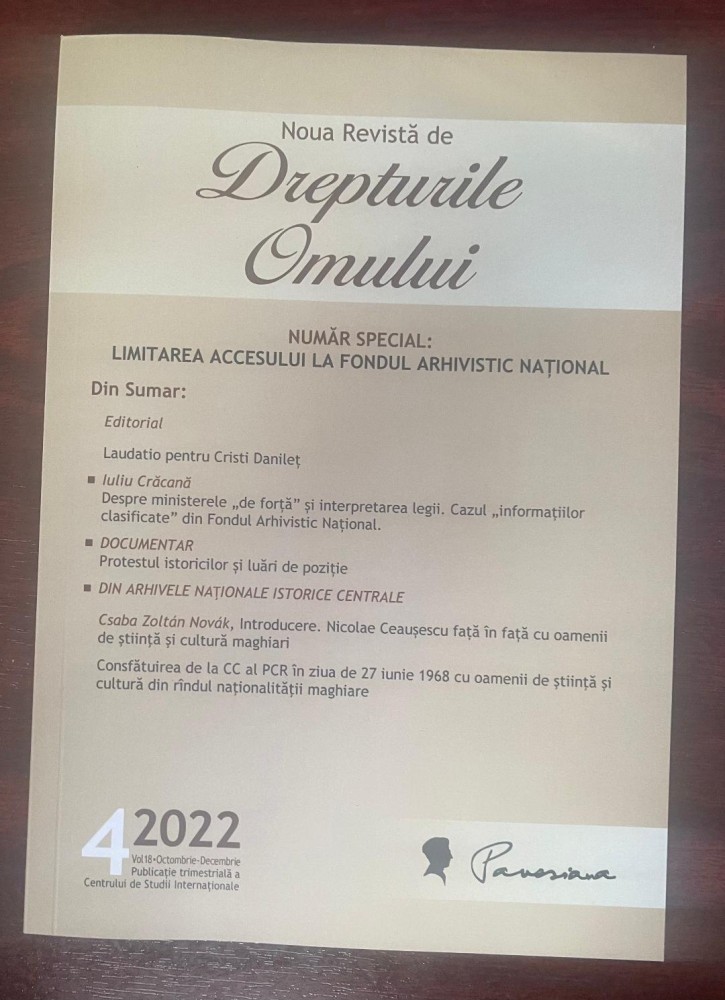 Noua Revistă de
Drepturile
Omului
NUMĂR SPECIAL:
LIMITAREA ACCESULUI LA FONDUL ARHIVISTIC NAȚIONAL
Din Sumar:
Editorial
Laudatio pentru Cristi Danileț
■ Iuliu Crăcană
Despre ministerele „de forță” și interpretarea legii. Cazul „informațiilor
clasificate” din Fondul Arhivistic Național.
■ DOCUMENTAR
Protestul istoricilor și luări de poziție
■ DIN ARHIVELE NAȚIONALE ISTORICE CENTRALE
Csaba Zoltán Novák, Introducere. Nicolae Ceaușescu față în față cu oamenii
de știință și cultură maghiari
Consfătuirea de la CC al PCR în ziua de 27 iunie 1968 cu oamenii de știință și
cultură din rîndul naționalității maghiare
4 2022
Vol 18•Octombrie-Decembrie
Publicație trimestrială a
Centrului de Studii Internaționale
Pavesiana